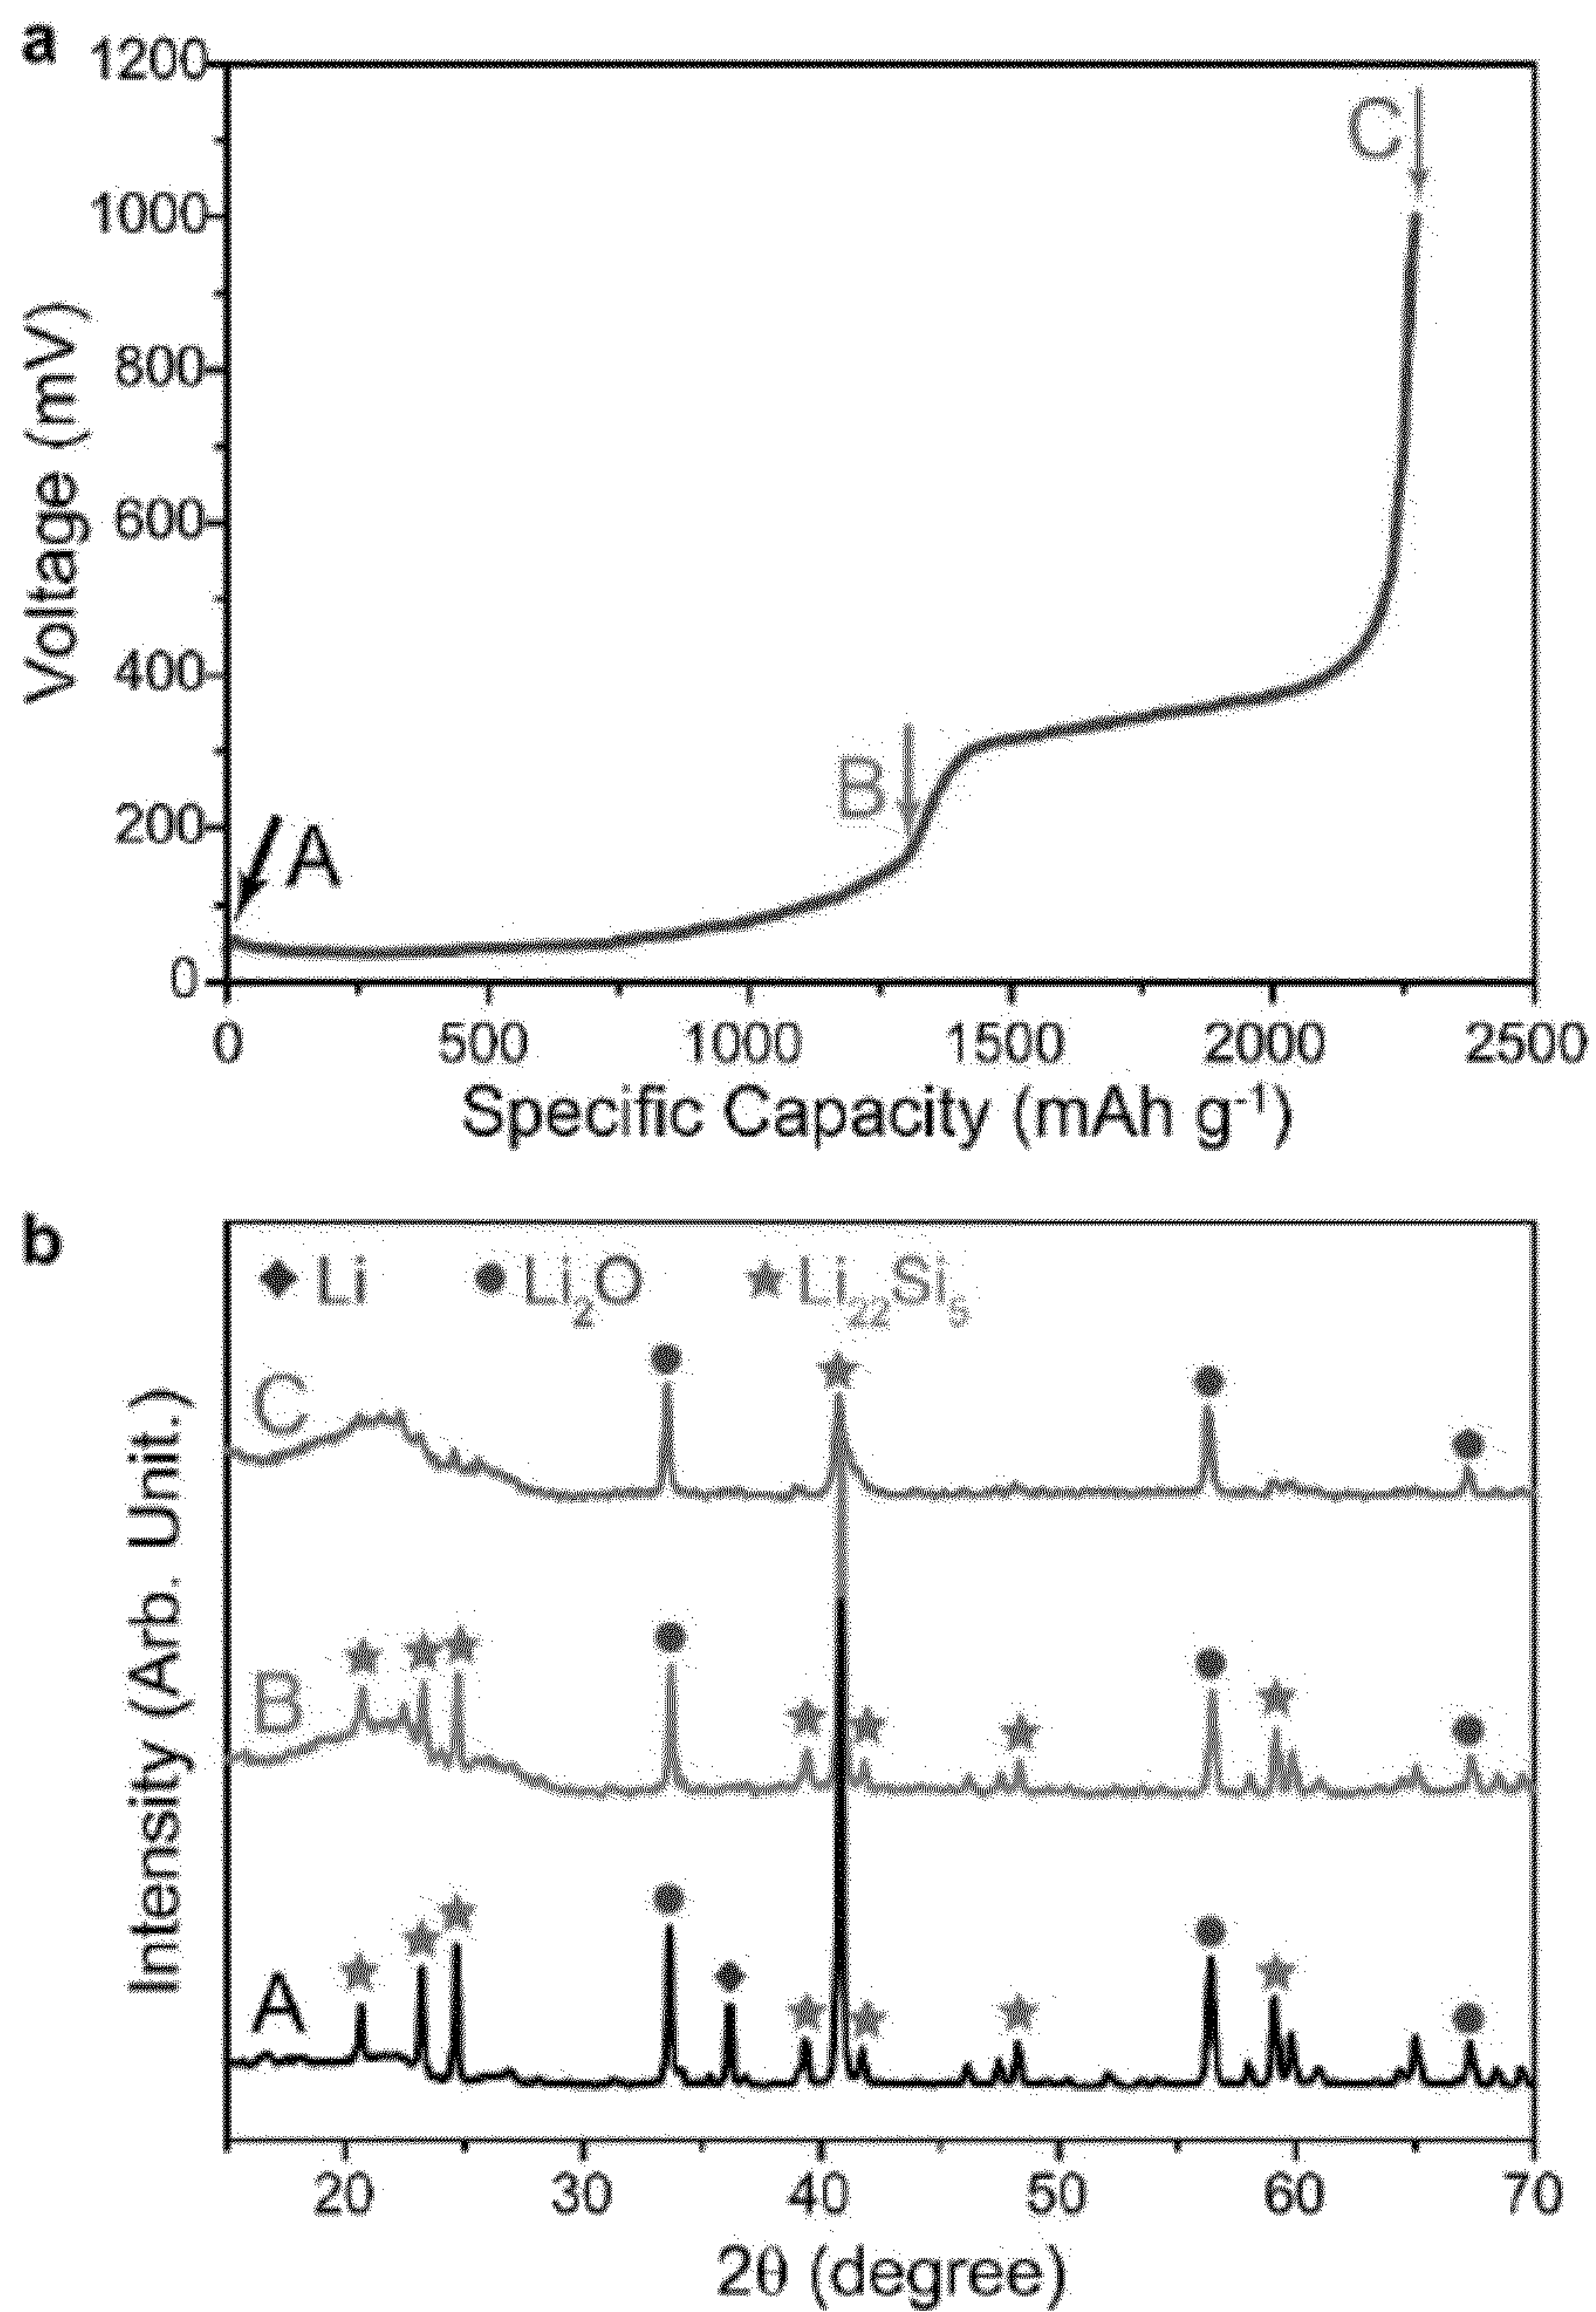 a
1200
1000
800
600
400
200
0
Voltage (mV)
A
B
C
0 500 1000 1500 2000 2500
Specific Capacity (mAh g⁻¹)
b
Li Li₂O Li₂₂Si₅
C
B
A
Intensity (Arb. Unit.)
20 30 40 50 60 70
2θ (degree)